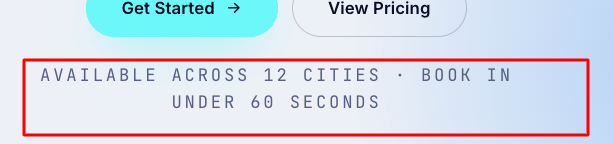 Get Started →
View Pricing
AVAILABLE ACROSS 12 CITIES · BOOK IN
UNDER 60 SECONDS